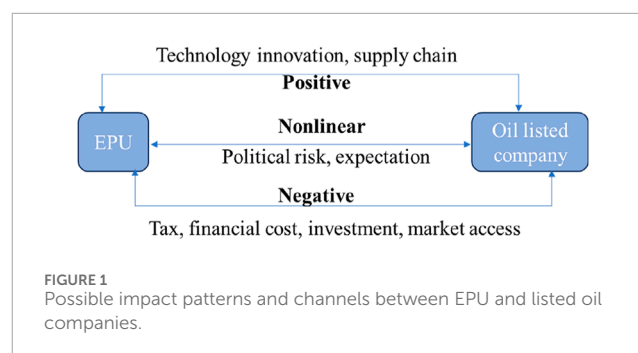 Technology innovation, supply chain
Positive
EPU
Nonlinear
Political risk, expectation
Oil listed
company
Negative
Tax, financial cost, investment, market access
FIGURE 1
Possible impact patterns and channels between EPU and listed oil
companies.